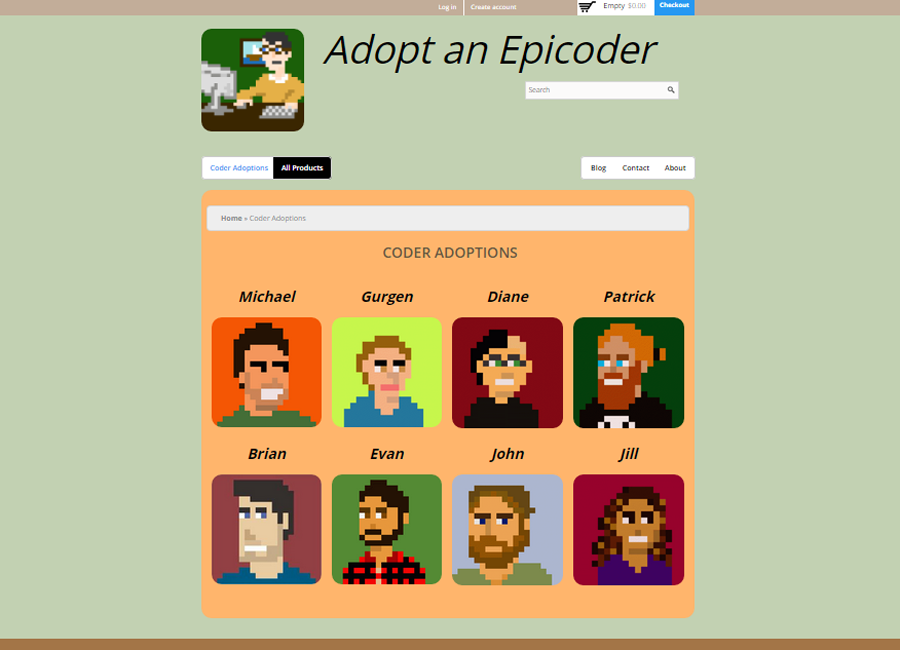 Log in Create account Empty $0.00 Checkout
Adopt an Epicoder
Search
Coder Adoptions All Products Blog Contact About
Home » Coder Adoptions
CODER ADOPTIONS
Michael Gurgen Diane Patrick
Brian Evan John Jill